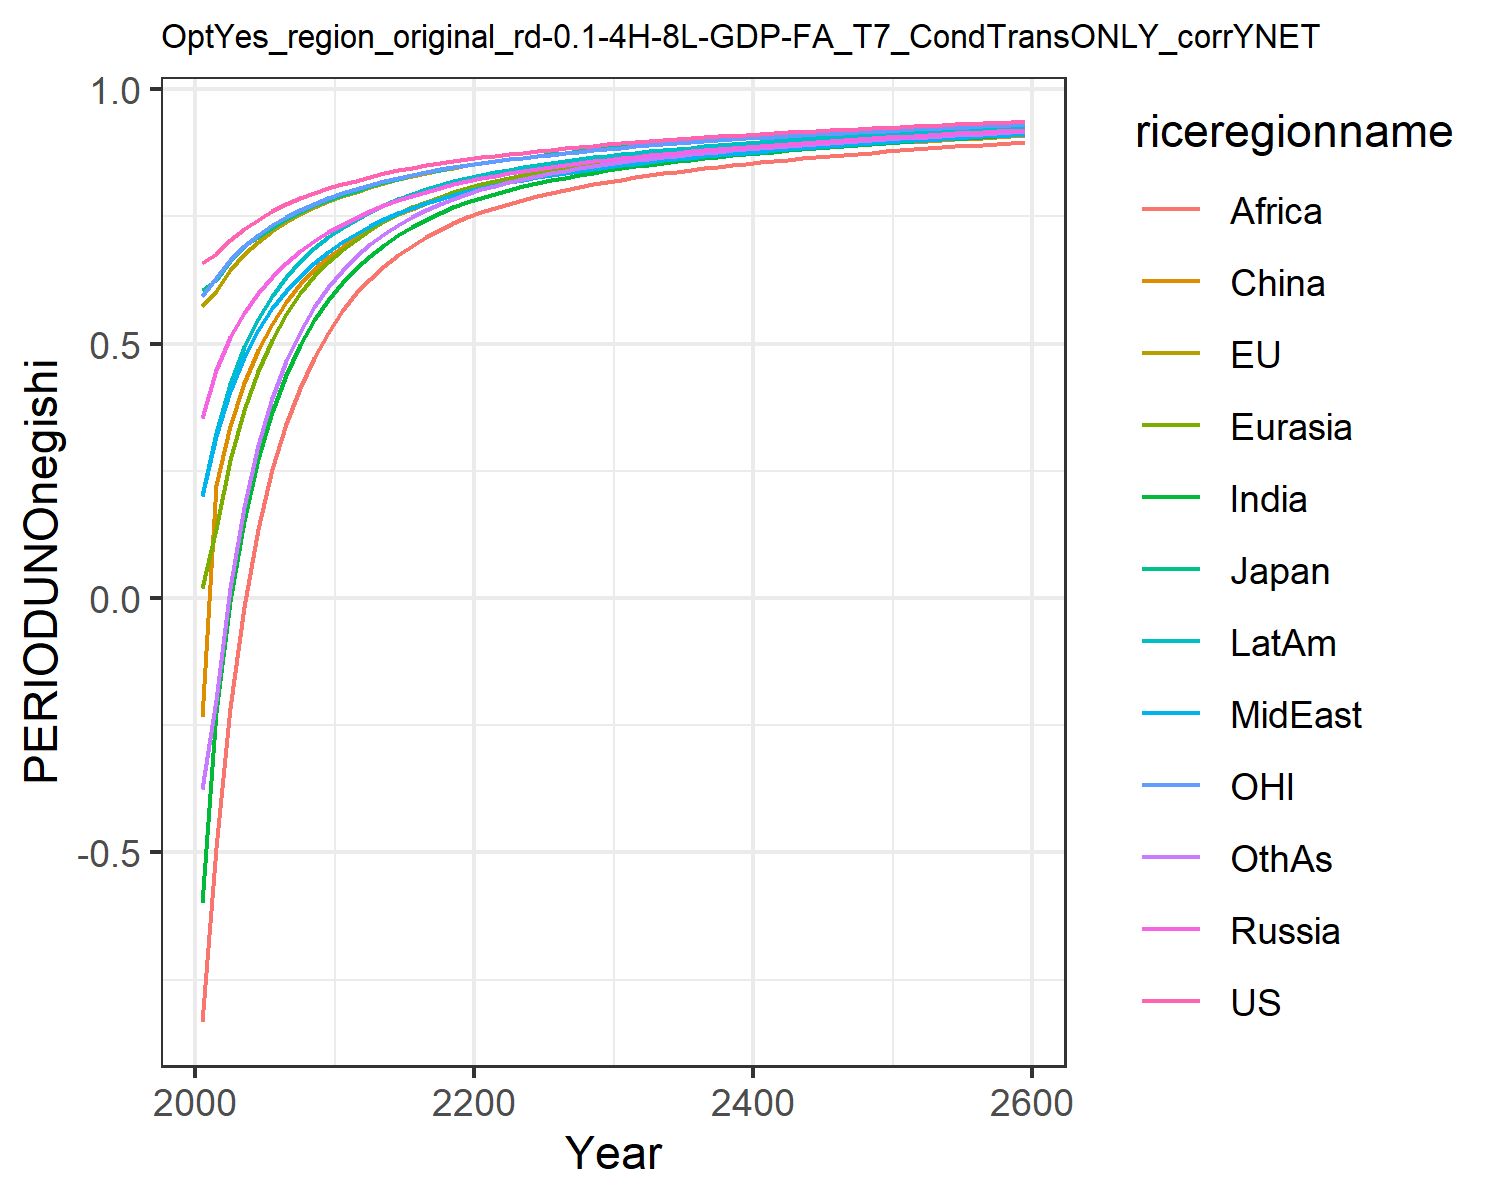 OptYes_region_original_rd-0.1-4H-8L-GDP-FA_T7_CondTransONLY_corrYNET
1.0
0.5
0.0
-0.5
PERIODUNOnegishi
2000 2200 2400 2600
Year
riceregionname
Africa
China
EU
Eurasia
India
Japan
LatAm
MidEast
OHI
OthAs
Russia
US